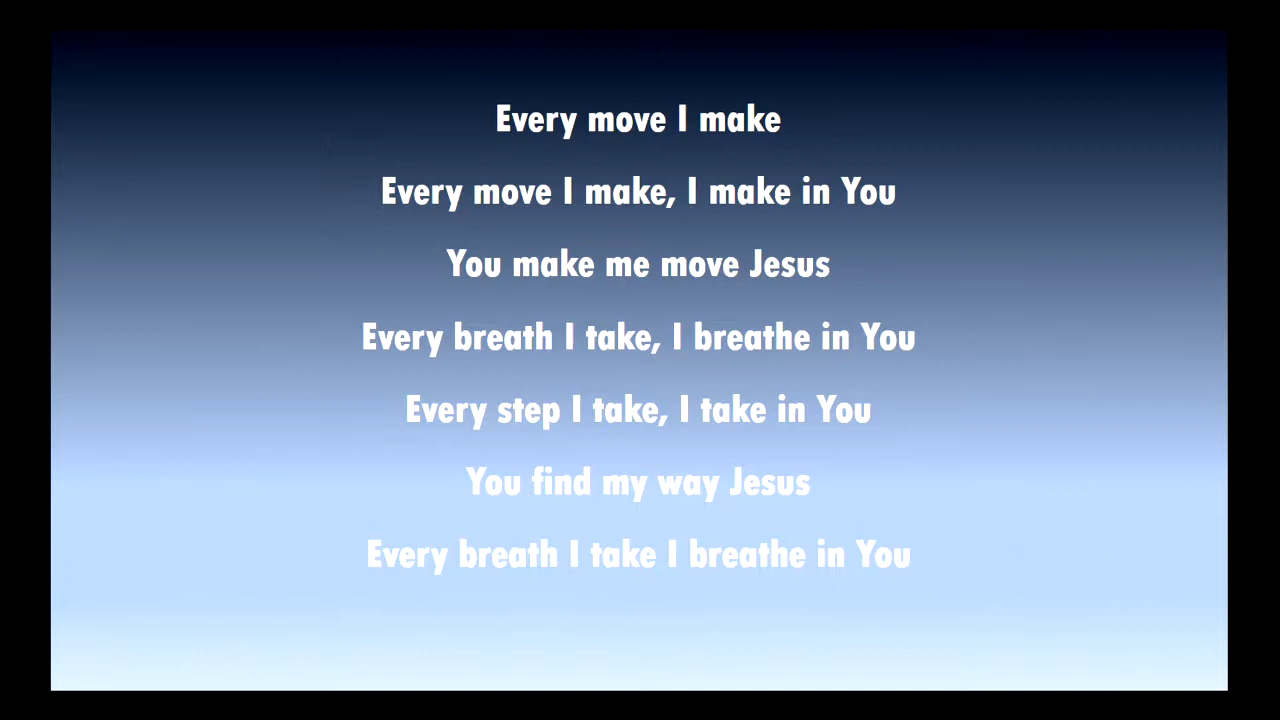 Every move I make
Every move I make, I make in You
You make me move Jesus
Every breath I take, I breathe in You
Every step I take, I take in You
You find my way Jesus
Every breath I take I breathe in You